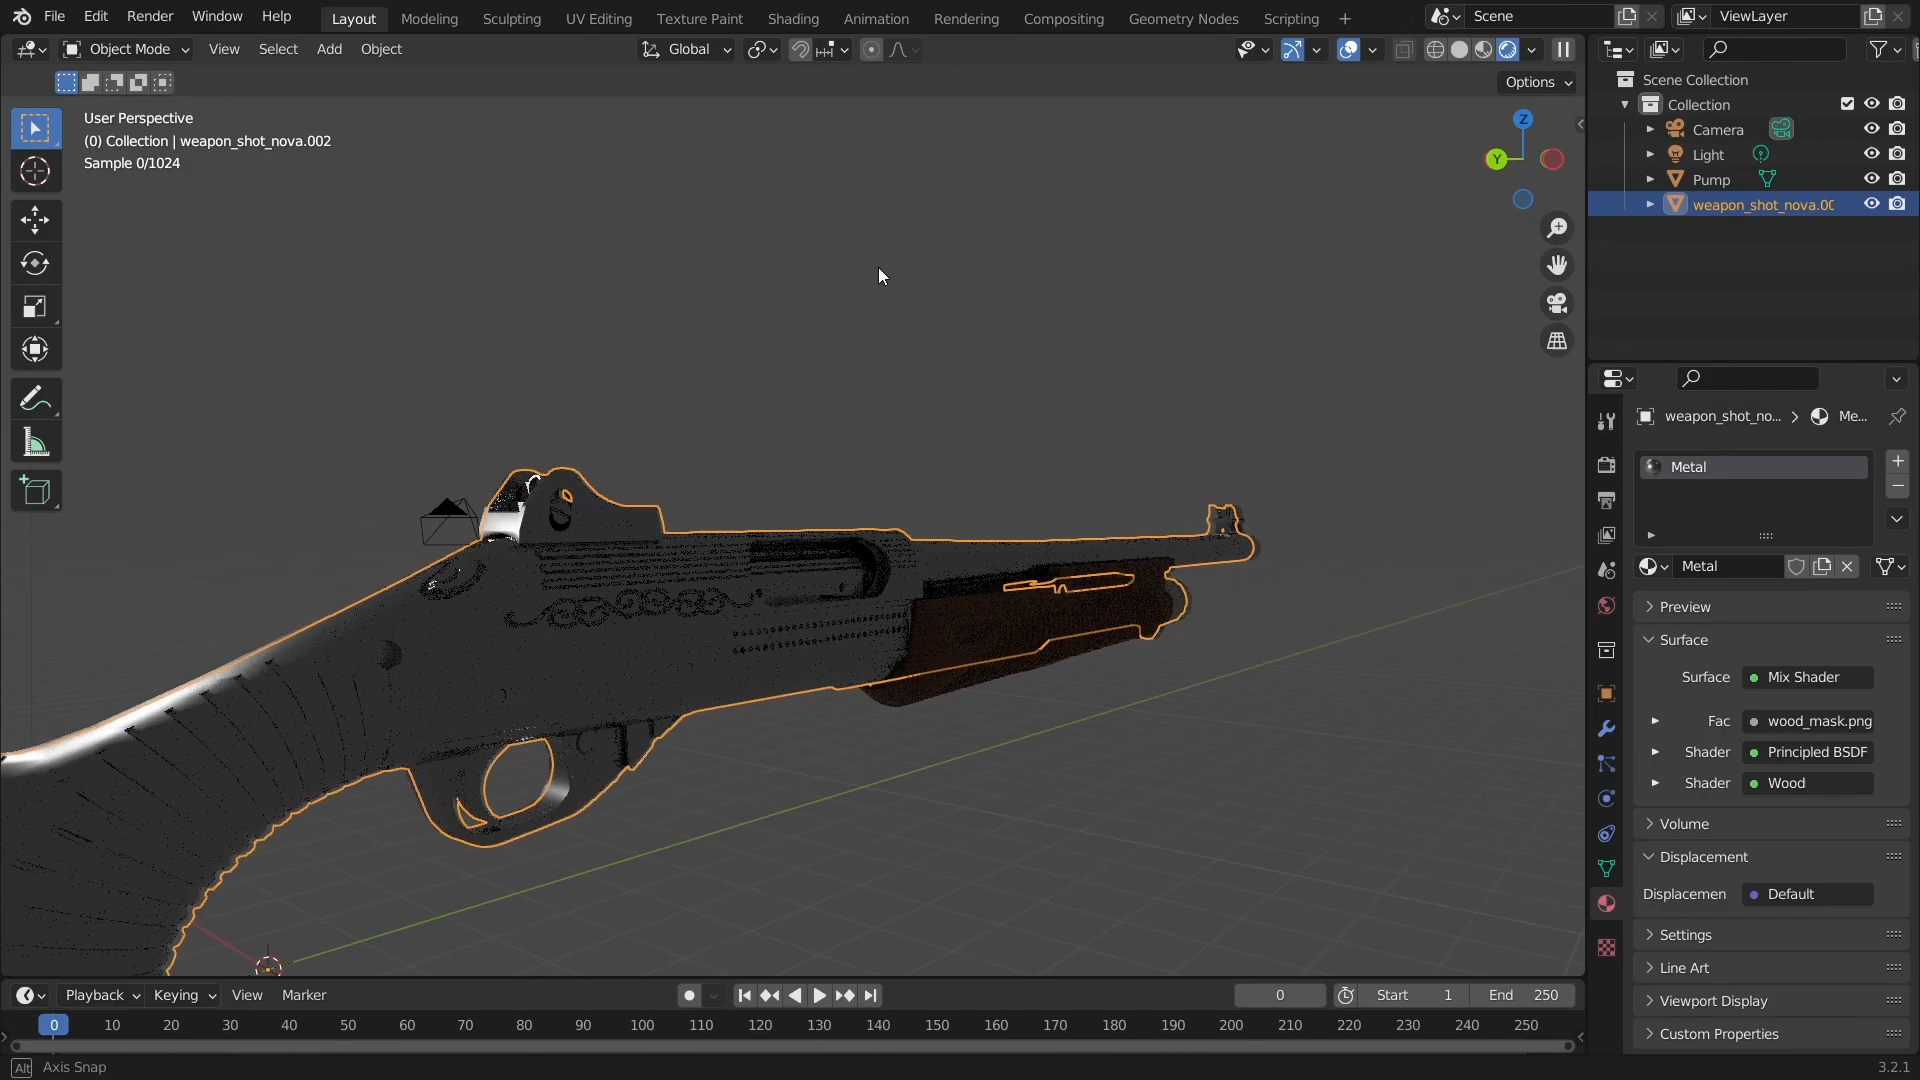 File Edit Render Window Help Layout Modeling Sculpting UV Editing Texture Paint Shading Animation Rendering Compositing Geometry Nodes Scripting + Scene ViewLayer
Object Mode View Select Add Object Global
Options
User Perspective
(0) Collection | weapon_shot_nova.002
Sample 0/1024
Z
Y
Scene Collection
Collection
Camera
Light
Pump
weapon_shot_nova.00
weapon_shot_no... Me...
Metal
Metal
Preview
Surface
Surface Mix Shader
Fac wood_mask.png
Shader Principled BSDF
Shader Wood
Volume
Displacement
Displacemen Default
Settings
Line Art
Viewport Display
Custom Properties
Playback Keying View Marker 0 Start 1 End 250
0 10 20 30 40 50 60 70 80 90 100 110 120 130 140 150 160 170 180 190 200 210 220 230 240 250
Alt Axis Snap 3.2.1